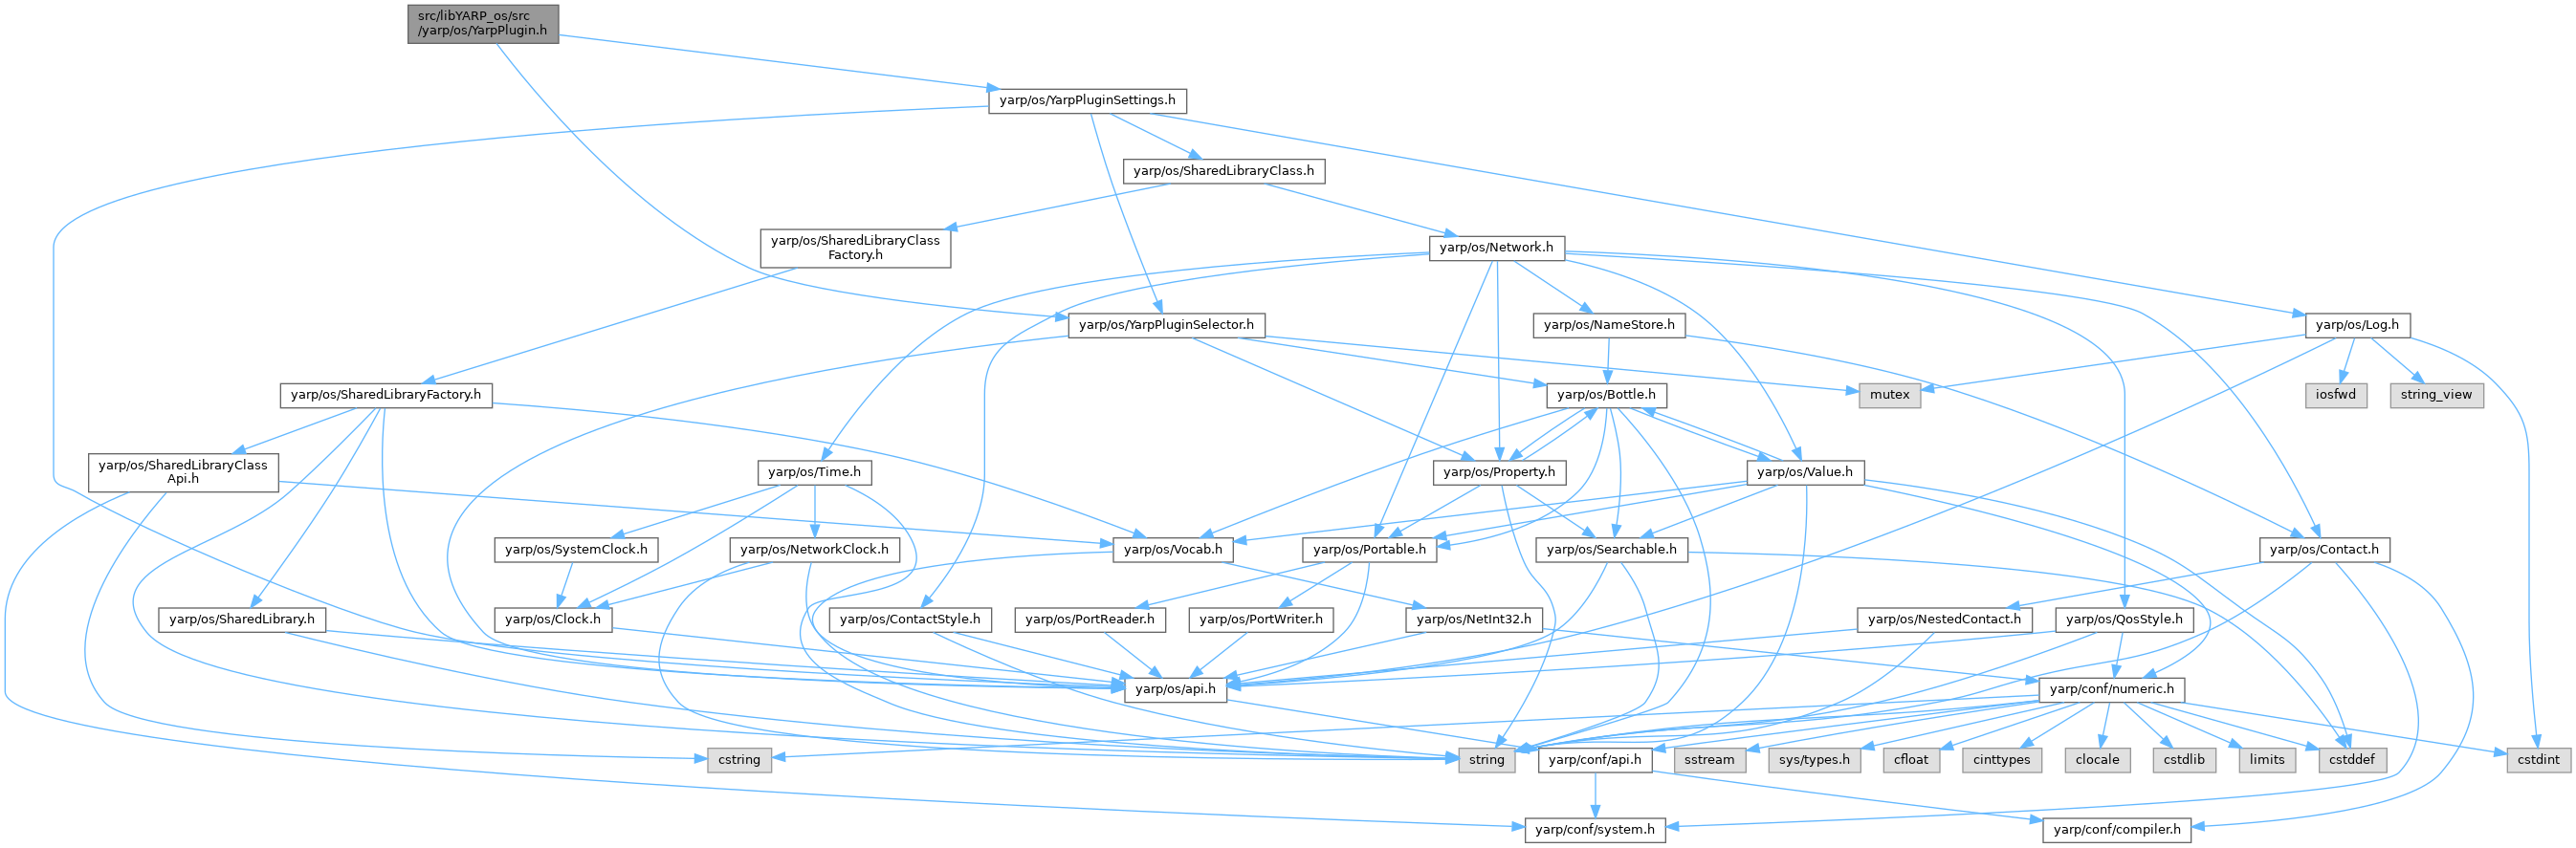 src/libYARP_os/src
/yarp/os/YarpPlugin.h
yarp/os/YarpPluginSettings.h
yarp/os/SharedLibraryClass.h
yarp/os/SharedLibraryClass
Factory.h
yarp/os/Network.h
yarp/os/YarpPluginSelector.h
yarp/os/NameStore.h
yarp/os/Log.h
yarp/os/SharedLibraryFactory.h
yarp/os/Bottle.h
mutex
iosfwd
string_view
yarp/os/SharedLibraryClass
Api.h
yarp/os/Time.h
yarp/os/Property.h
yarp/os/Value.h
yarp/os/SystemClock.h
yarp/os/NetworkClock.h
yarp/os/Vocab.h
yarp/os/Portable.h
yarp/os/Searchable.h
yarp/os/Contact.h
yarp/os/SharedLibrary.h
yarp/os/Clock.h
yarp/os/ContactStyle.h
yarp/os/PortReader.h
yarp/os/PortWriter.h
yarp/os/NetInt32.h
yarp/os/NestedContact.h
yarp/os/QosStyle.h
yarp/os/api.h
yarp/conf/numeric.h
cstring
string
yarp/conf/api.h
sstream
sys/types.h
cfloat
cinttypes
clocale
cstdlib
limits
cstddef
cstdint
yarp/conf/system.h
yarp/conf/compiler.h